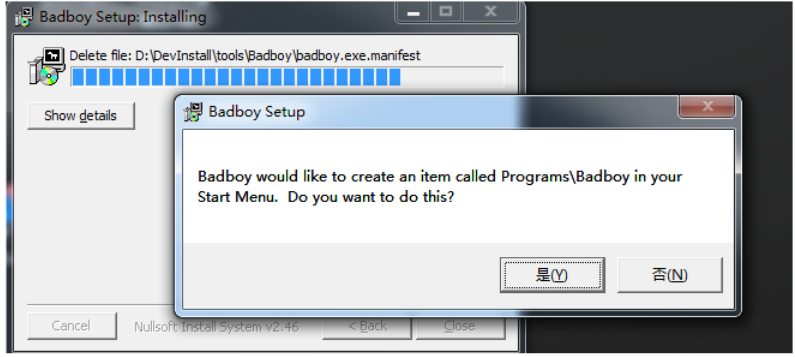 Badboy Setup: Installing
Delete file: D:\DevInstall\tools\Badboy\badboy.exe.manifest
Show details
Badboy Setup
Badboy would like to create an item called Programs\Badboy in your
Start Menu.  Do you want to do this?
是(Y)
否(N)
Cancel
Nullsoft Install System v2.46
< Back
Close